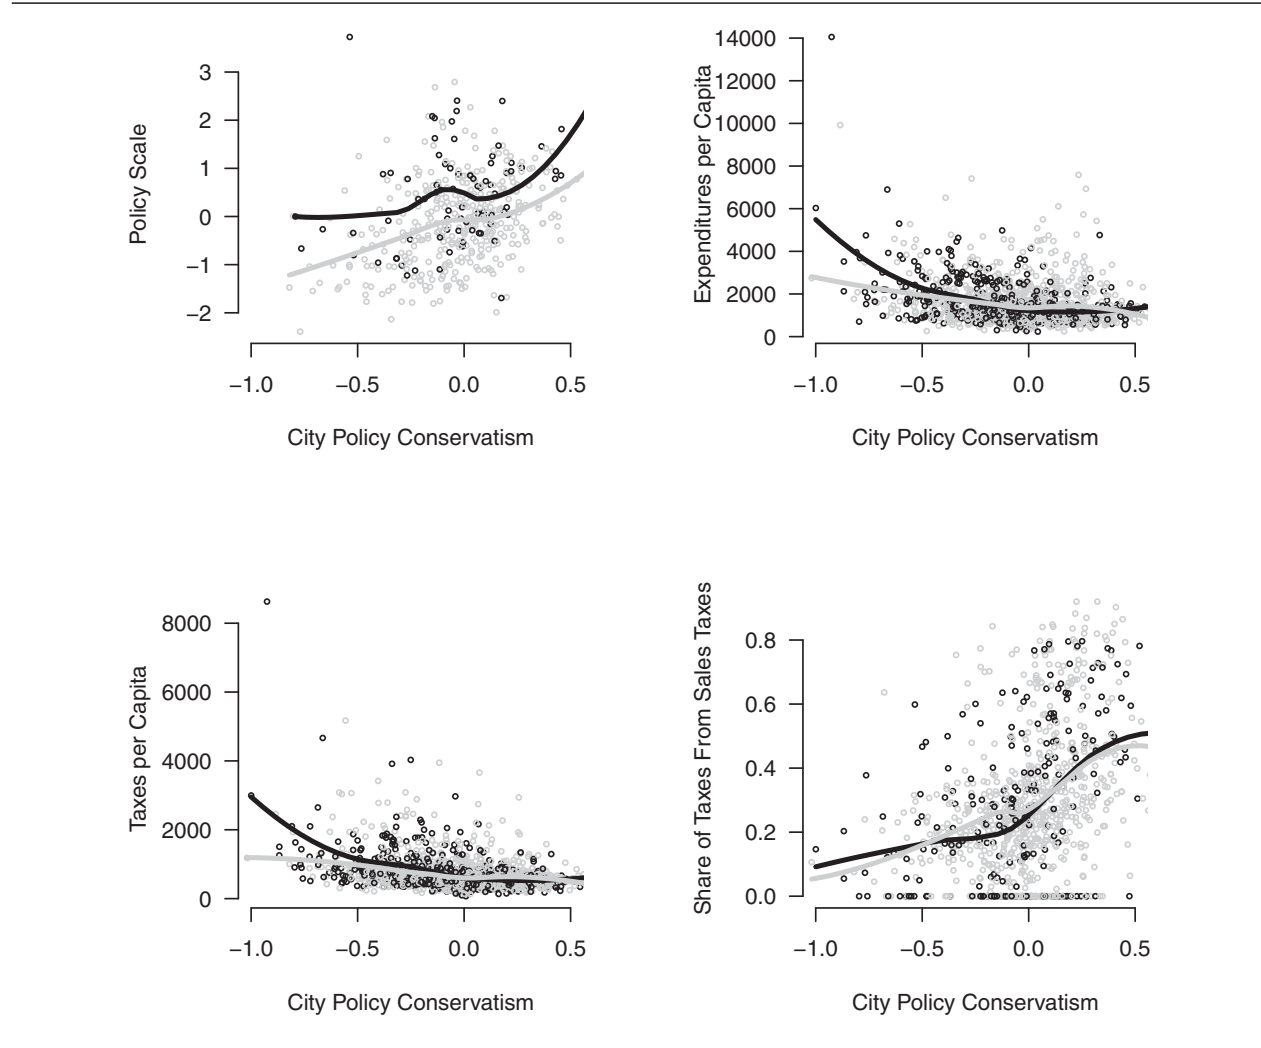 Policy Scale
3
2
1
0
−1
−2
−1.0 −0.5 0.0 0.5
City Policy Conservatism
Expenditures per Capita
14000
12000
10000
8000
6000
4000
2000
0
−1.0 −0.5 0.0 0.5
City Policy Conservatism
Taxes per Capita
8000
6000
4000
2000
0
−1.0 −0.5 0.0 0.5
City Policy Conservatism
Share of Taxes From Sales Taxes
0.8
0.6
0.4
0.2
0.0
−1.0 −0.5 0.0 0.5
City Policy Conservatism